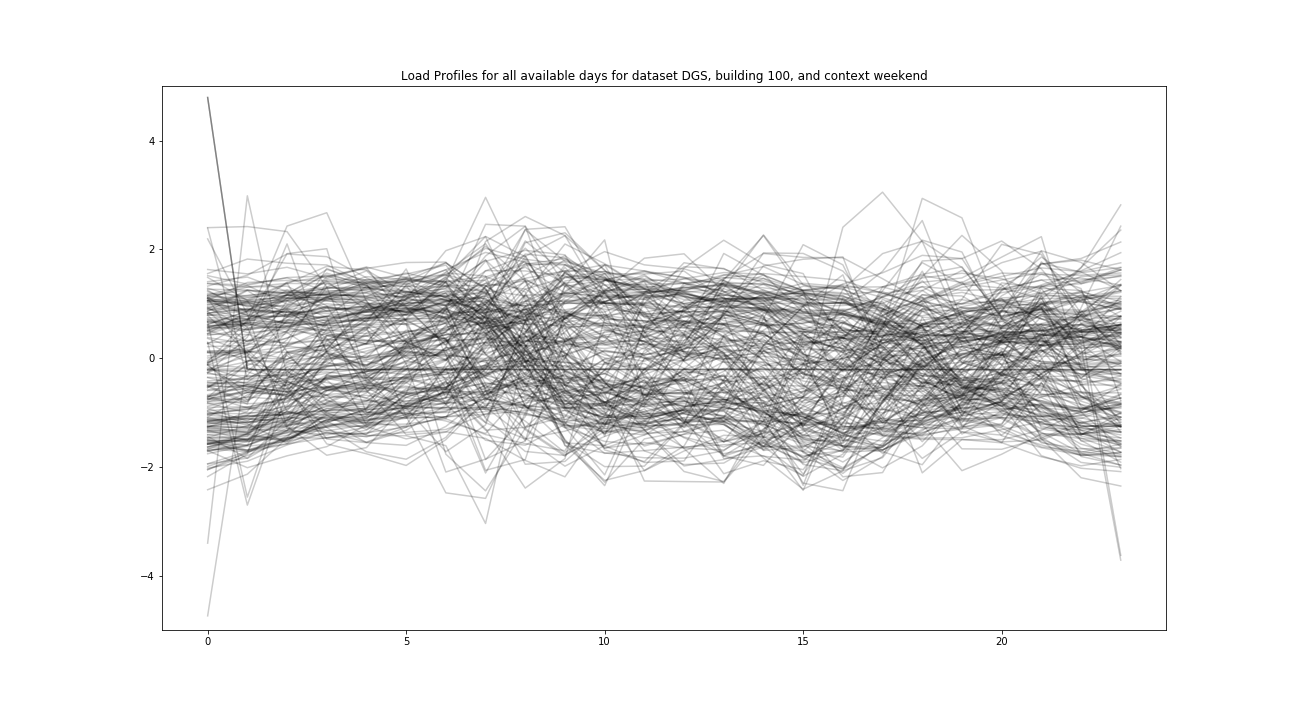 Load Profiles for all available days for dataset DGS, building 100, and context weekend
4
2
0
−2
−4
0 5 10 15 20